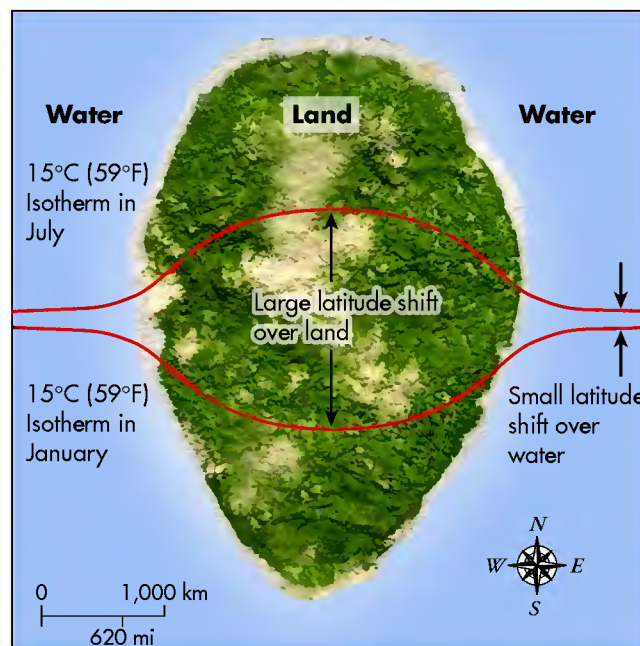 Water
Land
Water
15°C (59°F)
Isotherm in
July
Large latitude shift
over land
15°C (59°F)
Isotherm in
January
Small latitude
shift over
water
N
W E
S
0 1,000 km
620 mi